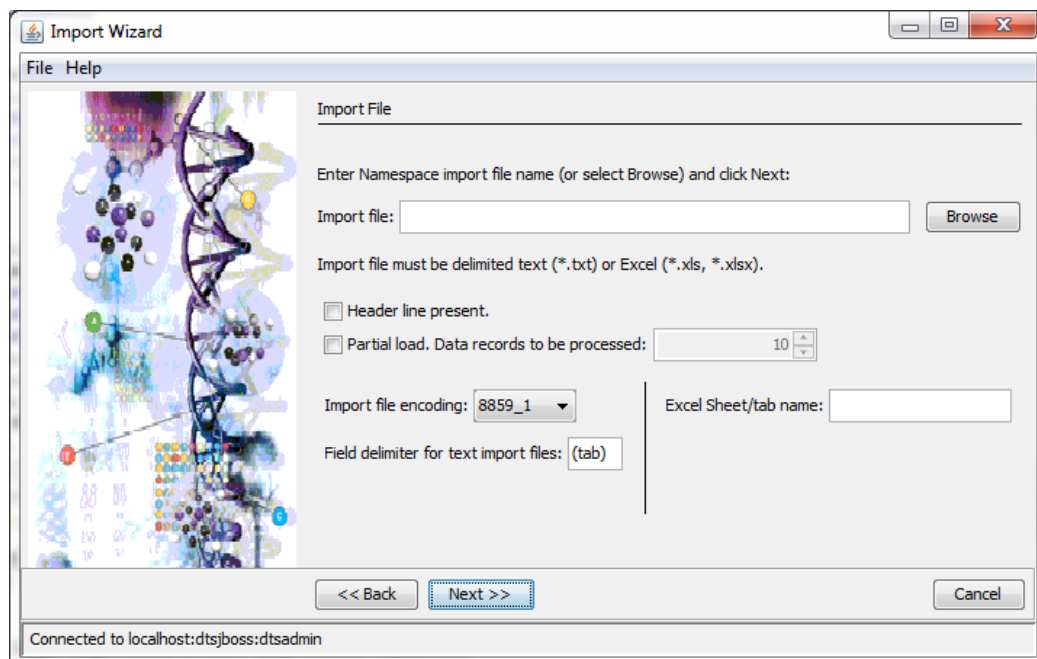 Import Wizard
File Help
Import File
Enter Namespace import file name (or select Browse) and click Next:
Import file: Browse
Import file must be delimited text (*.txt) or Excel (*.xls, *.xlsx).
Header line present.
Partial load. Data records to be processed: 10
Import file encoding: 8859_1 Excel Sheet/tab name:
Field delimiter for text import files: (tab)
<< Back Next >> Cancel
Connected to localhost:dtsjboss:dtsadmin